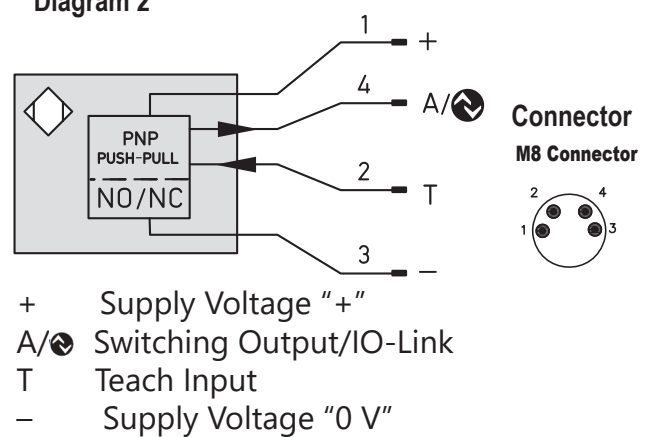 Diagram 2
1
+
4
A/
PNP
PUSH-PULL
NO/NC
2
T
3
–
Connector
M8 Connector
2 4
1 3
+ Supply Voltage “+”
A/ Switching Output/IO-Link
T Teach Input
– Supply Voltage “0 V”